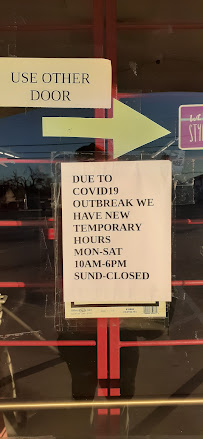 USE OTHER
DOOR
DUE TO
COVID19
OUTBREAK WE
HAVE NEW
TEMPORARY
HOURS
MON-SAT
10AM-6PM
SUND-CLOSED